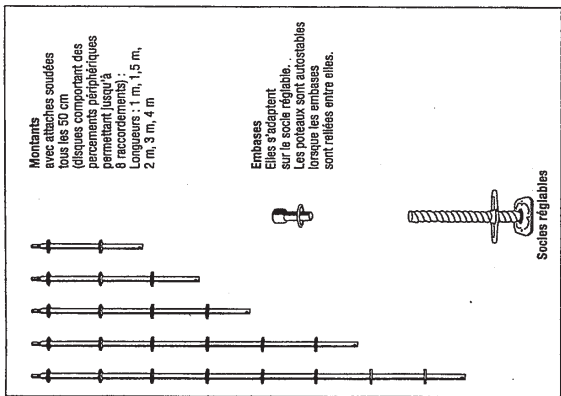 Montants
avec attaches soudées
tous les 50 cm
(disques comportant des
percements périphériques
permettant jusqu'à
8 raccordements) :
Longueurs : 1 m, 1,5 m,
2 m, 3 m, 4 m
Embases
Elles s'adaptent
sur le socle réglable.
Les poteaux sont autostables
lorsque les embases
sont reliées entre elles.
Socles réglables